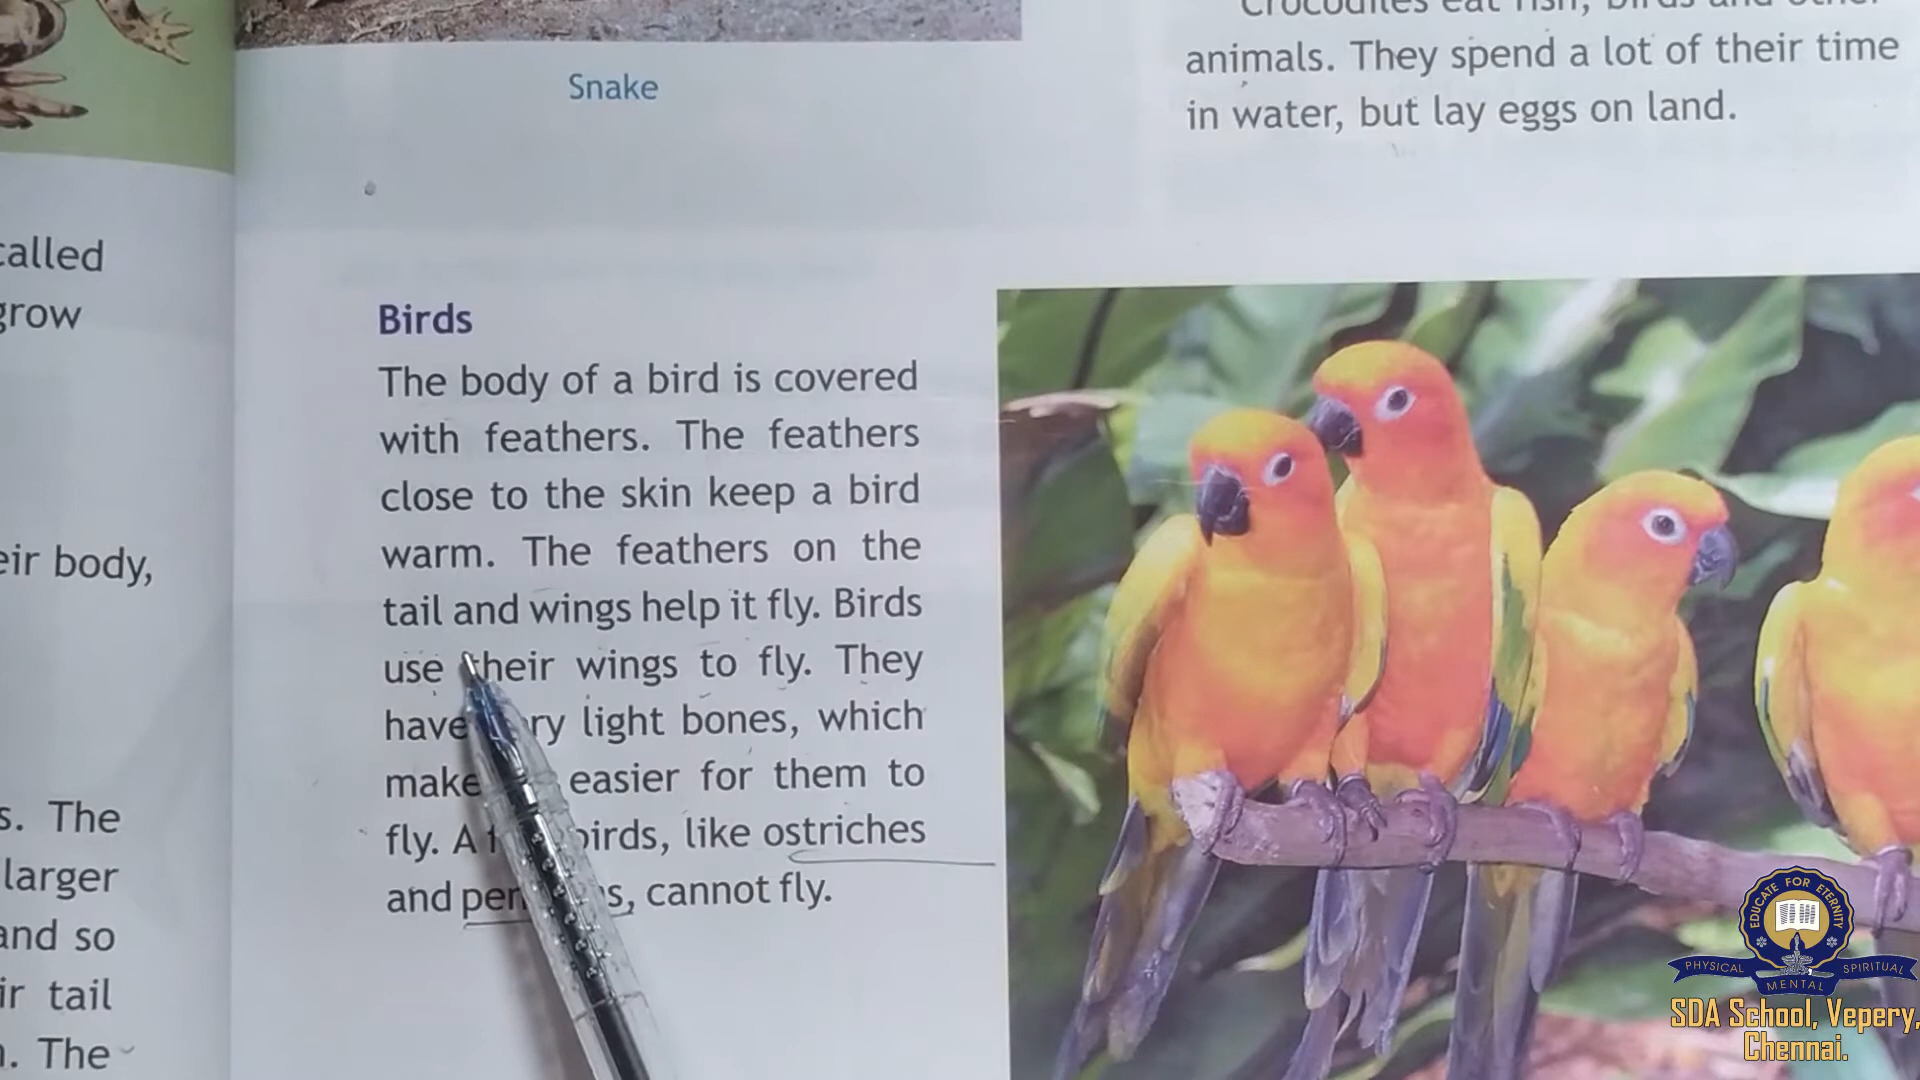 Snake
animals. They spend a lot of their time
in water, but lay eggs on land.
called
grow
eir body,
s. The
larger
and so
ir tail
. The
Birds
The body of a bird is covered
with feathers. The feathers
close to the skin keep a bird
warm. The feathers on the
tail and wings help it fly. Birds
use their wings to fly. They
have ry light bones, which
make easier for them to
fly. A birds, like ostriches
and pen s, cannot fly.
EDUCATE FOR ETERNITY
PHYSICAL
MENTAL
SPIRITUAL
SDA School, Vepery,
Chennai.